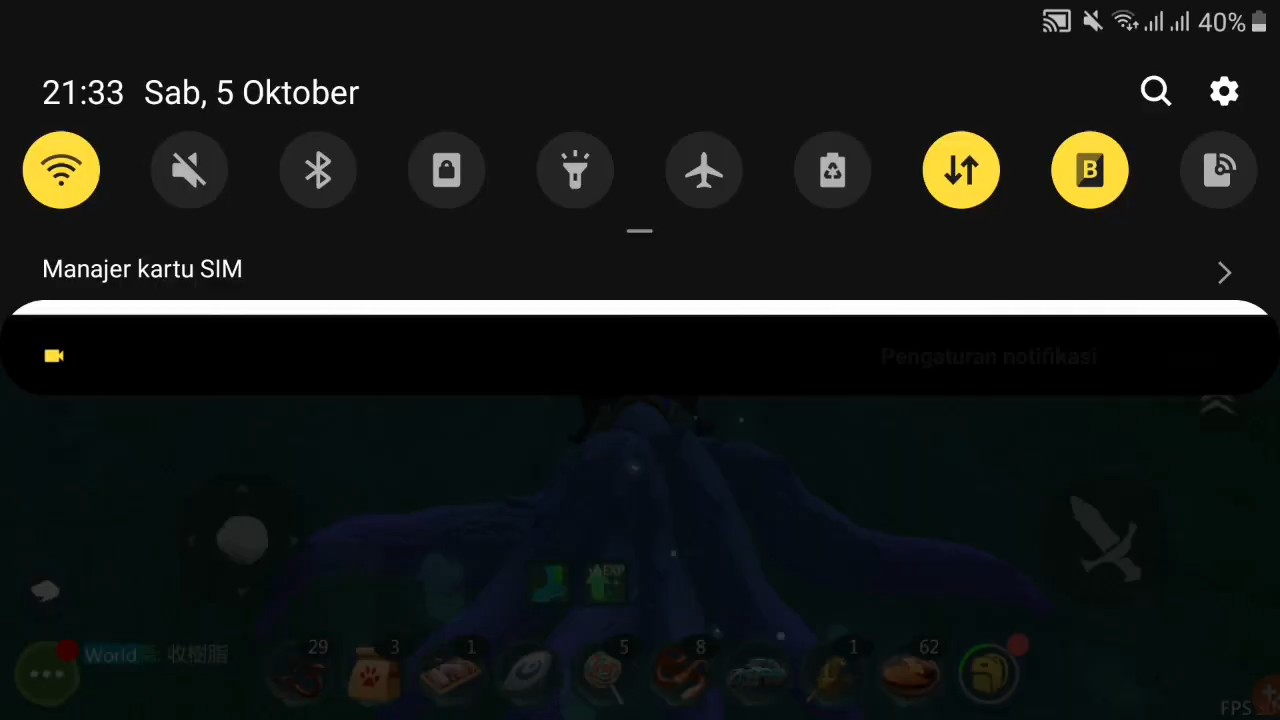 40%
21:33 Sab, 5 Oktober
B
Manajer kartu SIM
Pengaturan notifikasi
EXP
29 3 1 5 8 1 62
World 收樹脂
FPS